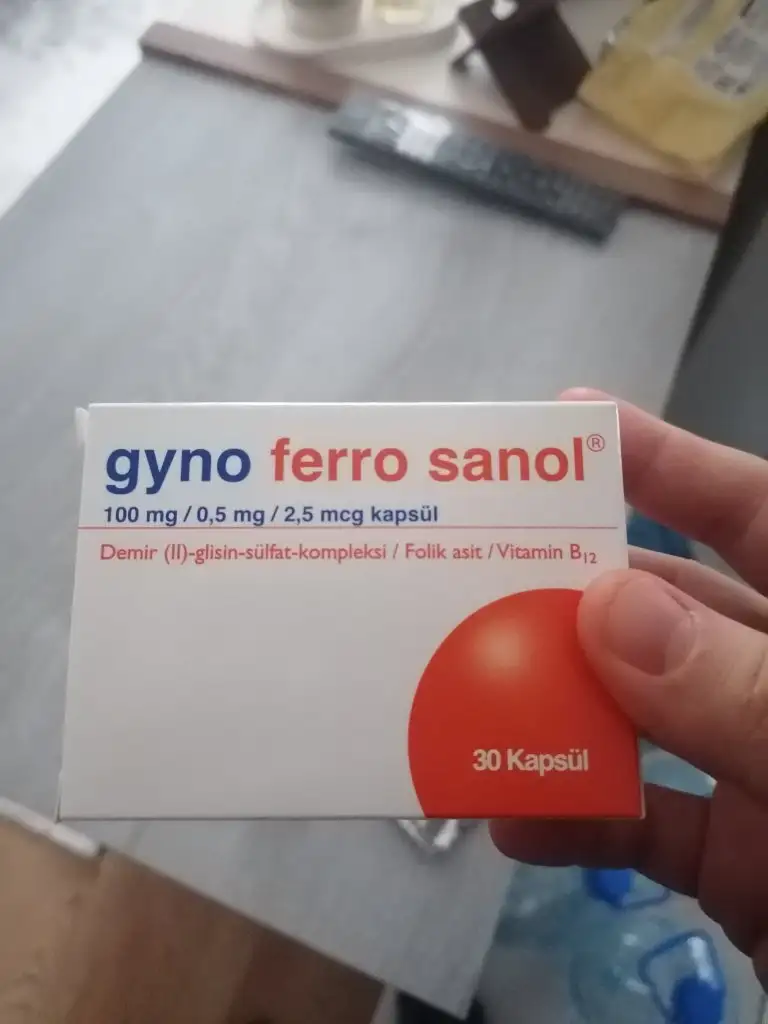 gyno ferro sanol®
100 mg / 0,5 mg / 2,5 mcg kapsül
Demir (II)-glisin-sülfat-kompleksi / Folik asit / Vitamin B₁₂
30 Kapsül